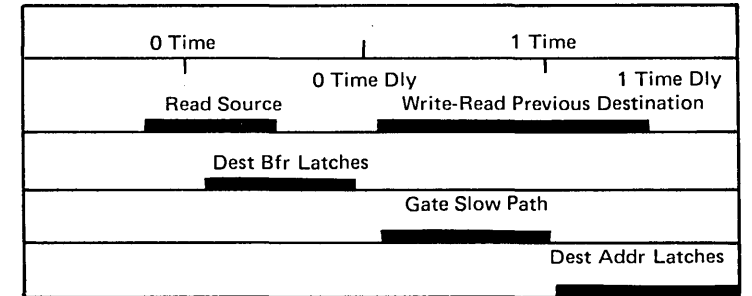 0 Time 1 Time
0 Time Dly 1 Time Dly
Read Source Write-Read Previous Destination
Dest Bfr Latches
Gate Slow Path
Dest Addr Latches